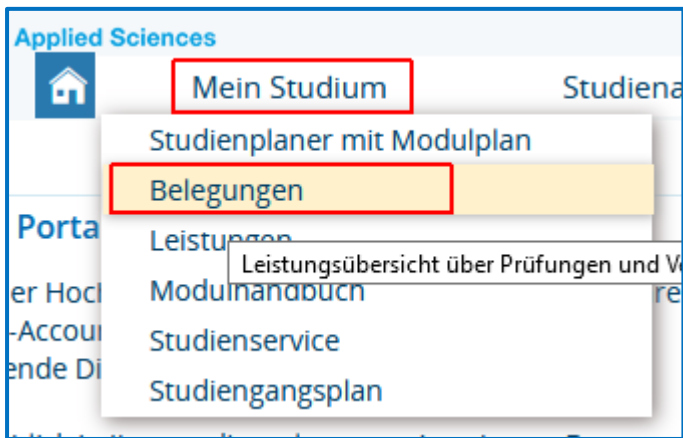 Applied Sciences
Mein Studium Studiena
Studienplaner mit Modulplan
Belegungen
Porta
Leistungen
Leistungsübersicht über Prüfungen und V
er Hoch Modulhandbuch re
-Accou
Studienservice
ende Di
Studiengangsplan